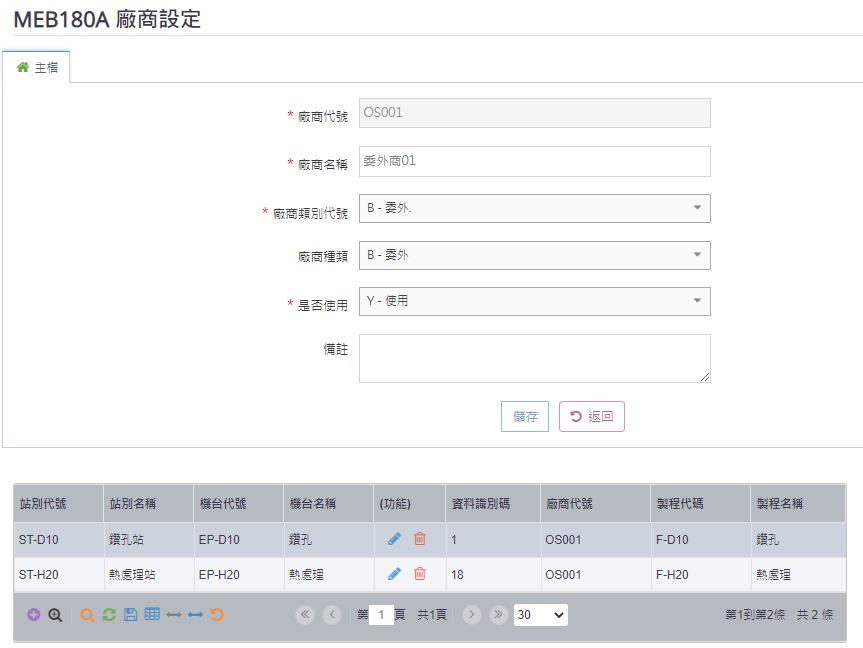 MEB180A 廠商設定
主檔
* 廠商代號 OS001
* 廠商名稱 委外商01
* 廠商類別代號 B - 委外.
廠商種類 B - 委外
* 是否使用 Y - 使用
備註
儲存 返回
站別代號 站別名稱 機台代號 機台名稱 (功能) 資料識別碼 廠商代號 製程代碼 製程名稱
ST-D10 鑽孔站 EP-D10 鑽孔 1 OS001 F-D10 鑽孔
ST-H20 熱處理站 EP-H20 熱處理 18 OS001 F-H20 熱處理
第 1 頁 共1頁 30 第1到第2條 共 2 條